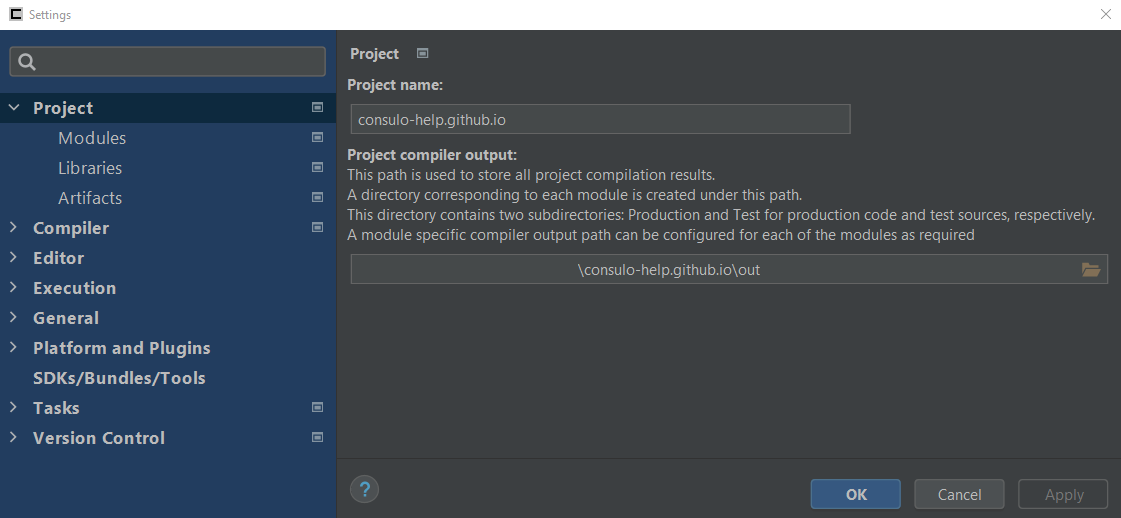 Settings
Project
Modules
Libraries
Artifacts
Compiler
Editor
Execution
General
Platform and Plugins
SDKs/Bundles/Tools
Tasks
Version Control
Project
Project name:
consulo-help.github.io
Project compiler output:
This path is used to store all project compilation results.
A directory corresponding to each module is created under this path.
This directory contains two subdirectories: Production and Test for production code and test sources, respectively.
A module specific compiler output path can be configured for each of the modules as required
\consulo-help.github.io\out
?
OK
Cancel
Apply